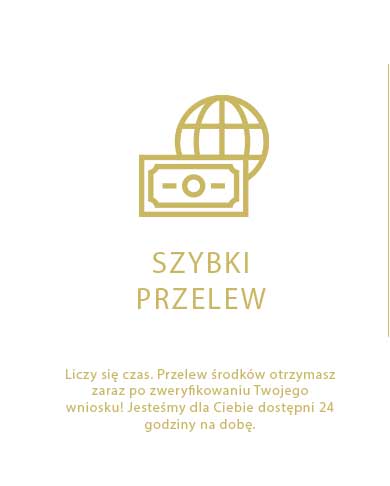 SZYBKI
PRZELEW
Liczy się czas. Przelew środków otrzymasz
zaraz po zweryfikowaniu Twojego
wniosku! Jesteśmy dla Ciebie dostępni 24
godziny na dobę.